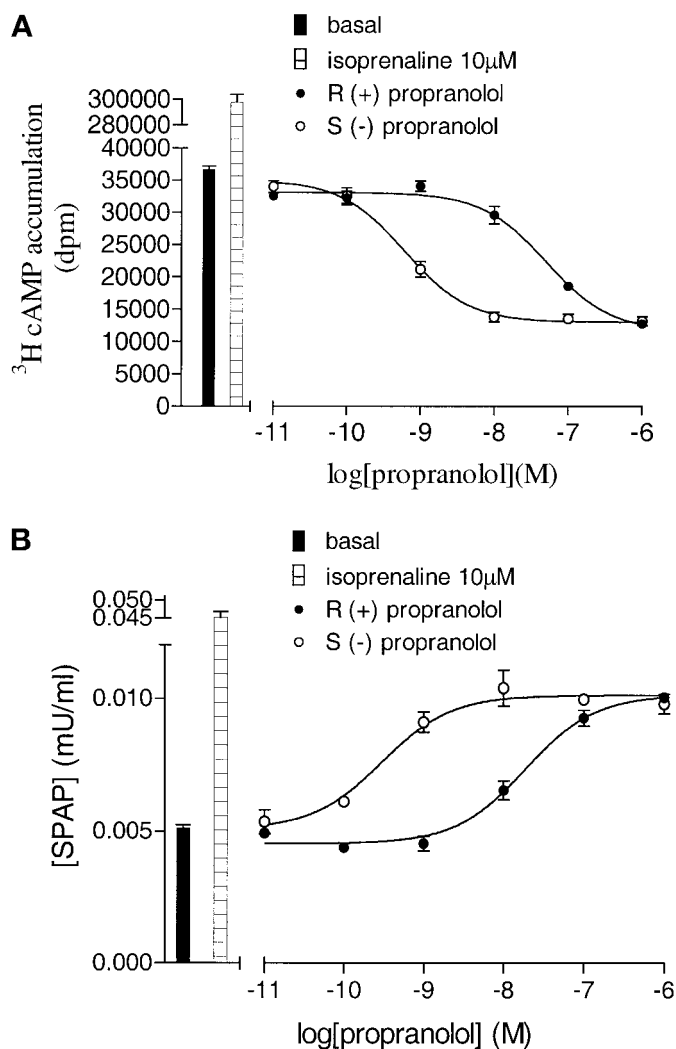 A
basal
isoprenaline 10µM
R (+) propranolol
S (-) propranolol
³H cAMP accumulation
(dpm)
300000
280000
40000
35000
30000
25000
20000
15000
10000
5000
0
-11 -10 -9 -8 -7 -6
log[propranolol](M)
B
basal
isoprenaline 10µM
R (+) propranolol
S (-) propranolol
[SPAP] (mU/ml)
0.050
0.045
0.010
0.005
0.000
-11 -10 -9 -8 -7 -6
log[propranolol] (M)